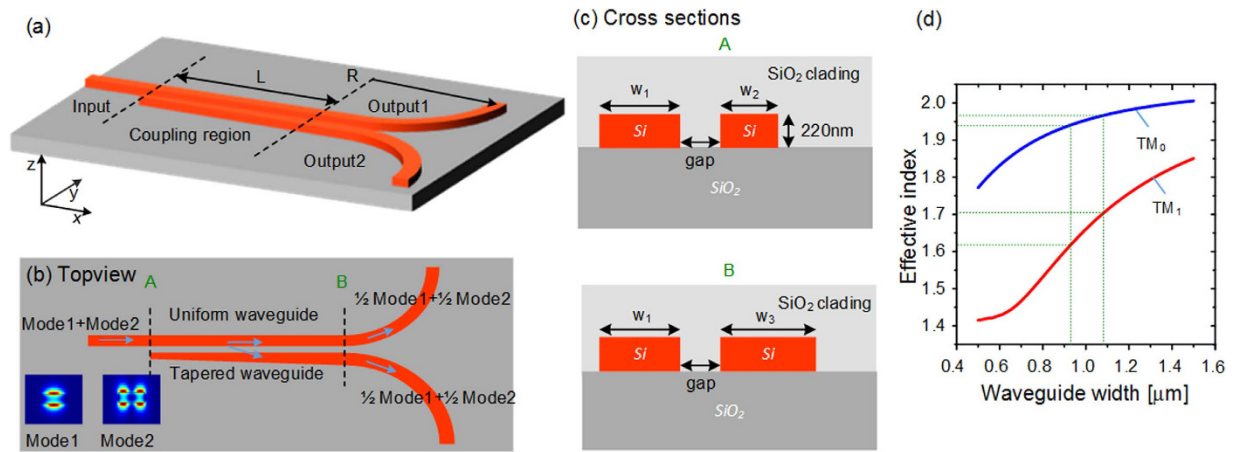 (a)
L
R
Input
Output1
Coupling region
Output2
z
y
x
(b) Topview
A
B
Mode1+Mode2
Uniform waveguide
½ Mode1+½ Mode2
Tapered waveguide
½ Mode1+½ Mode2
Mode1
Mode2
(c) Cross sections
A
SiO₂ clading
w₁
w₂
Si
Si
220nm
gap
SiO₂
B
SiO₂ clading
w₁
w₃
Si
Si
gap
SiO₂
(d)
Effective index
2.0
1.9
1.8
1.7
1.6
1.5
1.4
TM₀
TM₁
0.4 0.6 0.8 1.0 1.2 1.4 1.6
Waveguide width [µm]